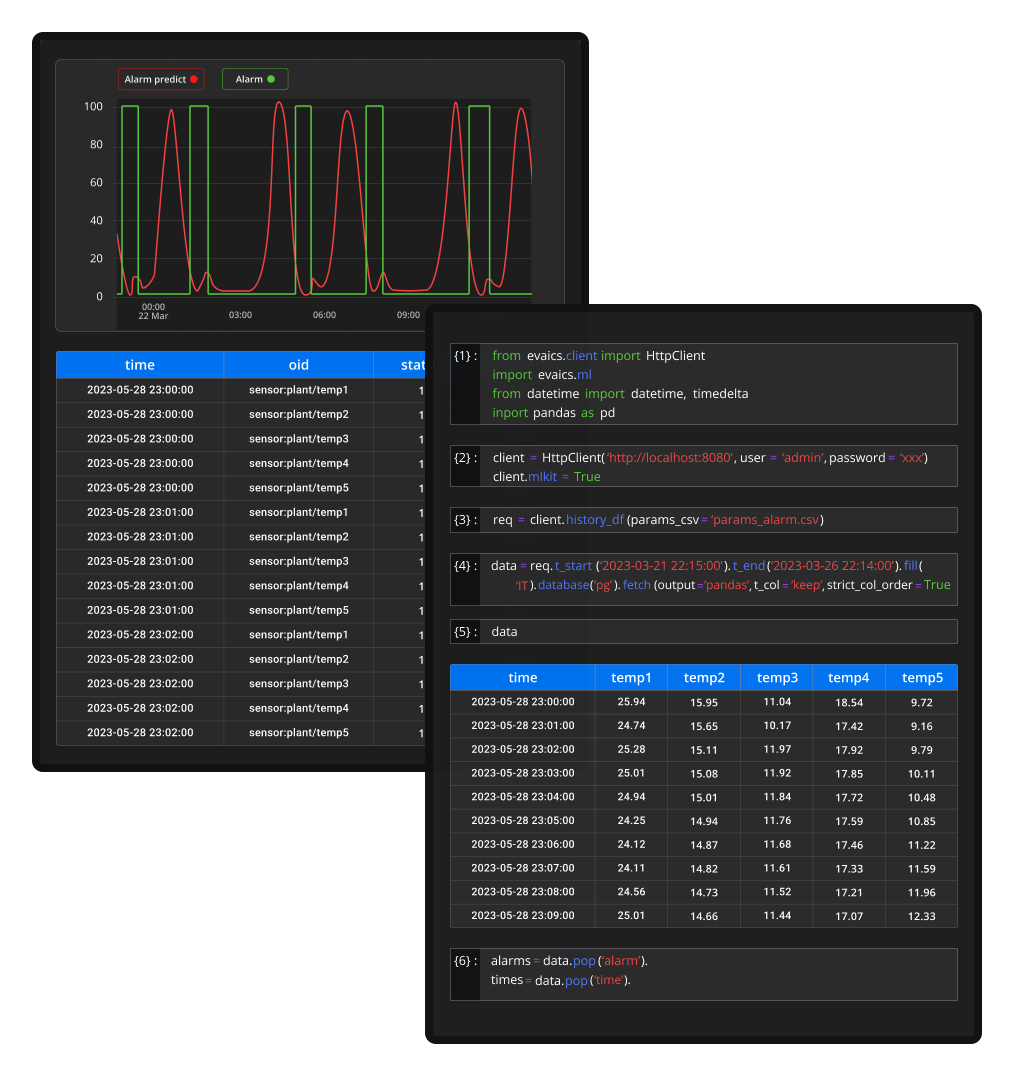 Alarm predict
Alarm
100
80
60
40
20
0
00:00
22 Mar
03:00
06:00
09:00
time oid stat
2023-05-28 23:00:00 sensor:plant/temp1 1
2023-05-28 23:00:00 sensor:plant/temp2 1
2023-05-28 23:00:00 sensor:plant/temp3 1
2023-05-28 23:00:00 sensor:plant/temp4 1
2023-05-28 23:00:00 sensor:plant/temp5 1
2023-05-28 23:01:00 sensor:plant/temp1 1
2023-05-28 23:01:00 sensor:plant/temp2 1
2023-05-28 23:01:00 sensor:plant/temp3 1
2023-05-28 23:01:00 sensor:plant/temp4 1
2023-05-28 23:01:00 sensor:plant/temp5 1
2023-05-28 23:02:00 sensor:plant/temp1 1
2023-05-28 23:02:00 sensor:plant/temp2 1
2023-05-28 23:02:00 sensor:plant/temp3 1
2023-05-28 23:02:00 sensor:plant/temp4 1
2023-05-28 23:02:00 sensor:plant/temp5 1
{1} : from evaics.client import HttpClient
import evaics.ml
from datetime import datetime, timedelta
inport pandas as pd
{2} : client = HttpClient( ‘http://localhost:8080’, user = ‘admin’, password = ‘xxx’)
client.mlkit = True
{3} : req = client.history_df (params_csv = ‘params_alarm.csv)
{4} : data = req.t_start (‘2023-03-21 22:15:00’). t_end (‘2023-03-26 22:14:00’). fill (
‘IT’). database(‘pg’). fetch (output=‘pandas’, t_col = ‘keep’, strict_col_order = True
{5} : data
time temp1 temp2 temp3 temp4 temp5
2023-05-28 23:00:00 25.94 15.95 11.04 18.54 9.72
2023-05-28 23:01:00 24.74 15.65 10.17 17.42 9.16
2023-05-28 23:02:00 25.28 15.11 11.97 17.92 9.79
2023-05-28 23:03:00 25.01 15.08 11.92 17.85 10.11
2023-05-28 23:04:00 24.94 15.01 11.84 17.72 10.48
2023-05-28 23:05:00 24.25 14.94 11.76 17.59 10.85
2023-05-28 23:06:00 24.12 14.87 11.68 17.46 11.22
2023-05-28 23:07:00 24.11 14.82 11.61 17.33 11.59
2023-05-28 23:08:00 24.56 14.73 11.52 17.21 11.96
2023-05-28 23:09:00 25.01 14.66 11.44 17.07 12.33
{6} : alarms = data.pop (‘alarm’).
times = data.pop (‘time’).